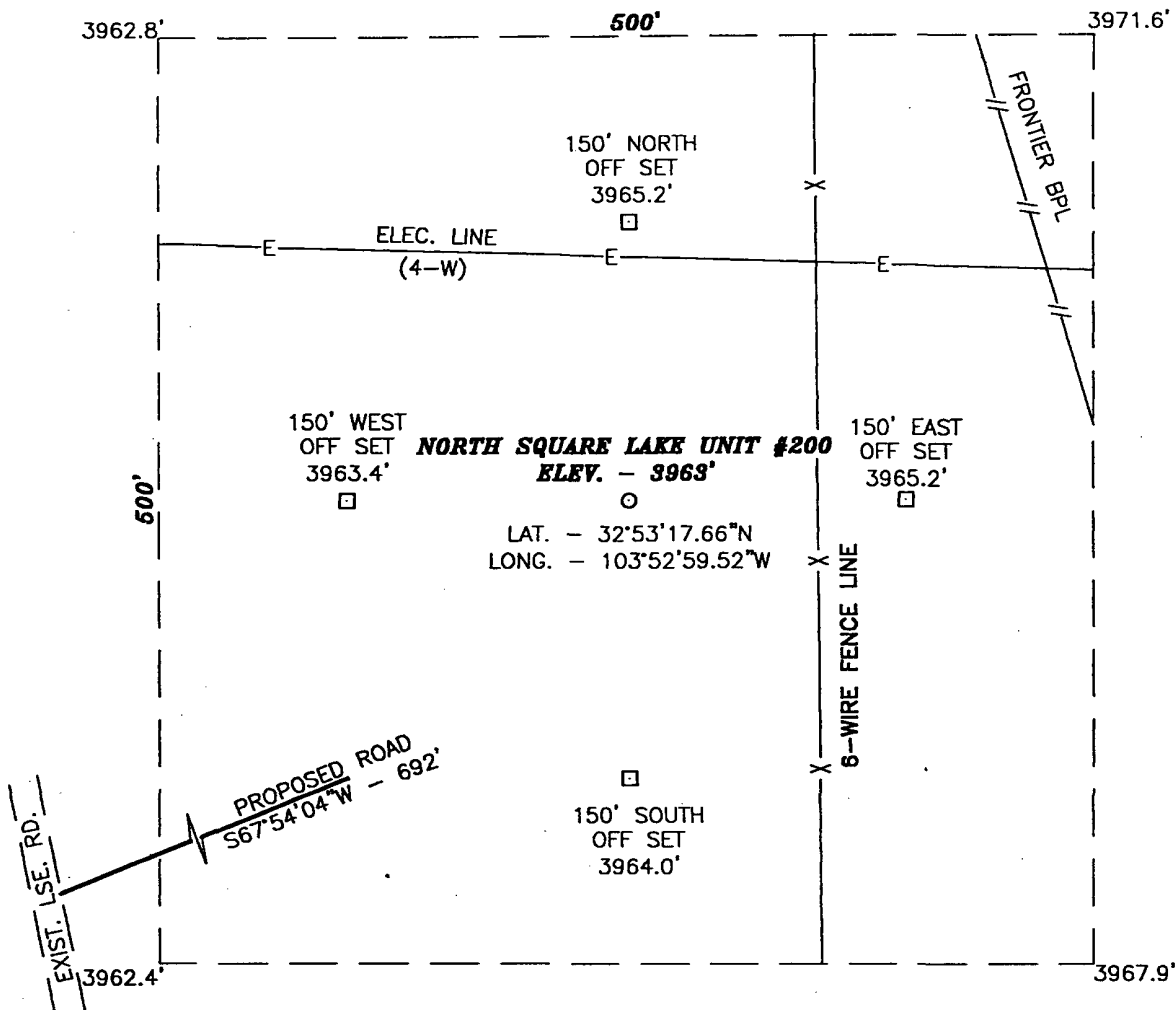 3962.8'
500'
3971.6'
FRONTIER BPL
150' NORTH
OFF SET
3965.2'
ELEC. LINE
(4-W)
E
E
E
X
150' WEST
OFF SET
3963.4'
NORTH SQUARE LAKE UNIT #200
ELEV. - 3963'
150' EAST
OFF SET
3965.2'
500'
LAT. - 32°53'17.66"N
LONG. - 103°52'59.52"W
X
6-WIRE FENCE LINE
X
PROPOSED ROAD
S67°54'04"W - 692'
150' SOUTH
OFF SET
3964.0'
EXIST. LSE. RD.
3962.4'
3967.9'